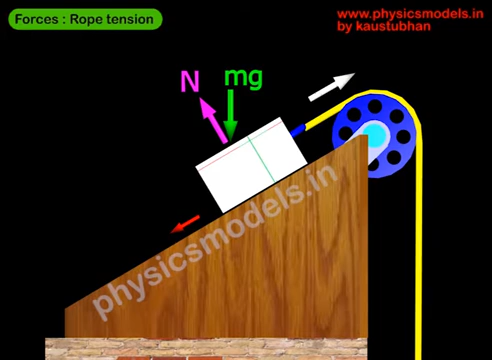 Forces : Rope tension
www.physicsmodels.in
by kaustubhan
N
mg
physicsmodels.in